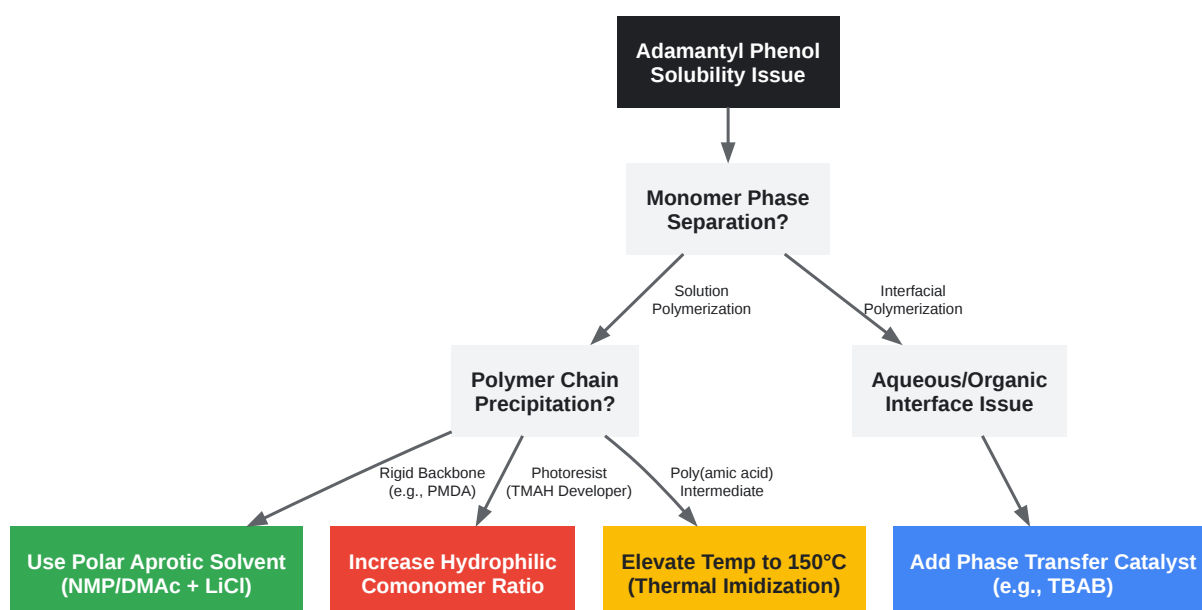 Adamantyl Phenol
Solubility Issue
Monomer Phase
Separation?
Solution
Polymerization
Interfacial
Polymerization
Polymer Chain
Precipitation?
Aqueous/Organic
Interface Issue
Rigid Backbone
(e.g., PMDA)
Photoresist
(TMAH Developer)
Poly(amic acid)
Intermediate
Use Polar Aprotic Solvent
(NMP/DMAc + LiCl)
Increase Hydrophilic
Comonomer Ratio
Elevate Temp to 150°C
(Thermal Imidization)
Add Phase Transfer Catalyst
(e.g., TBAB)